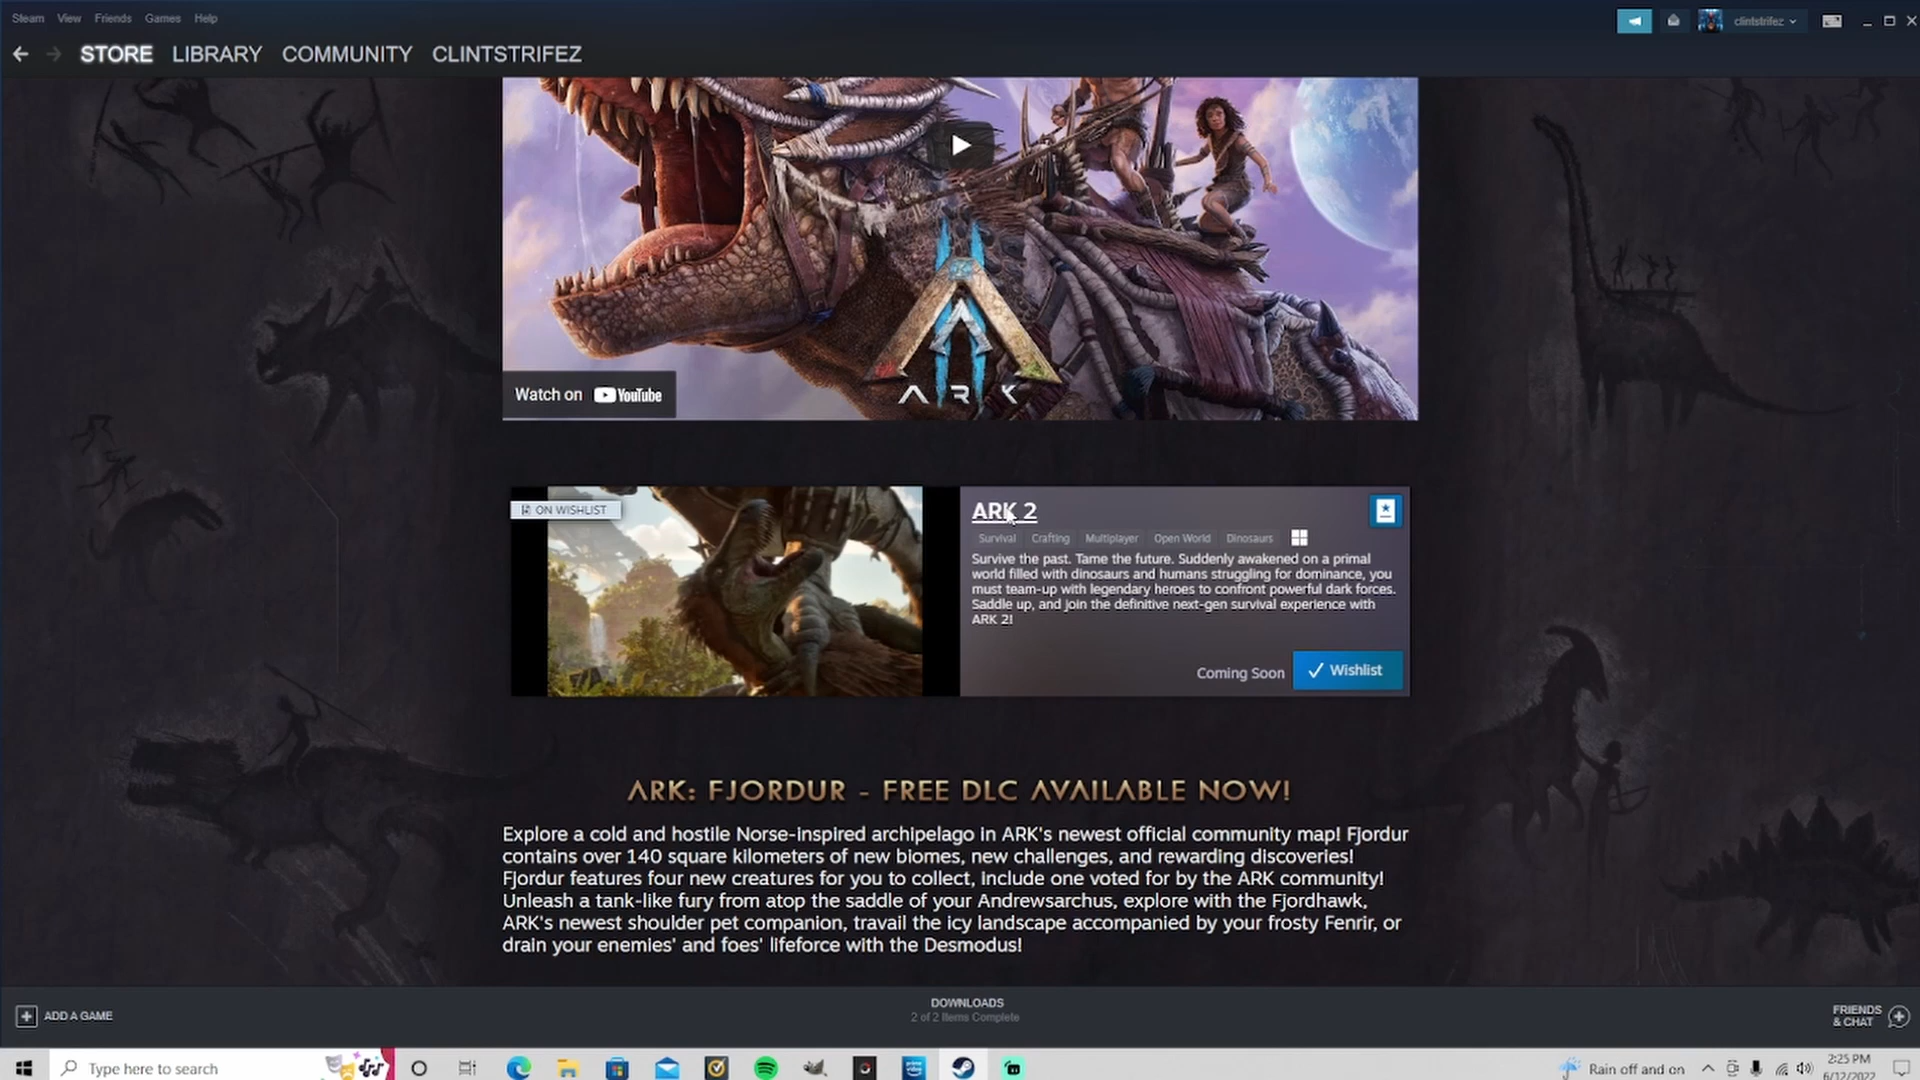 Steam View Friends Games Help
clintstrifez
STORE LIBRARY COMMUNITY CLINTSTRIFEZ
ARK
Watch on YouTube
ON WISHLIST
ARK 2
Survival Crafting Multiplayer Open World Dinosaurs
Survive the past. Tame the future. Suddenly awakened on a primal
world filled with dinosaurs and humans struggling for dominance, you
must team-up with legendary heroes to confront powerful dark forces.
Saddle up, and join the definitive next-gen survival experience with
ARK 2!
Coming Soon
Wishlist
ARK: FJORDUR - FREE DLC AVAILABLE NOW!
Explore a cold and hostile Norse-inspired archipelago in ARK's newest official community map! Fjordur
contains over 140 square kilometers of new biomes, new challenges, and rewarding discoveries!
Fjordur features four new creatures for you to collect, include one voted for by the ARK community!
Unleash a tank-like fury from atop the saddle of your Andrewsarchus, explore with the Fjordhawk,
ARK's newest shoulder pet companion, travail the icy landscape accompanied by your frosty Fenrir, or
drain your enemies' and foes' lifeforce with the Desmodus!
ADD A GAME
DOWNLOADS
2 of 2 Items Complete
FRIENDS
& CHAT
Type here to search
prime video
Rain off and on
2:25 PM
6/12/2022